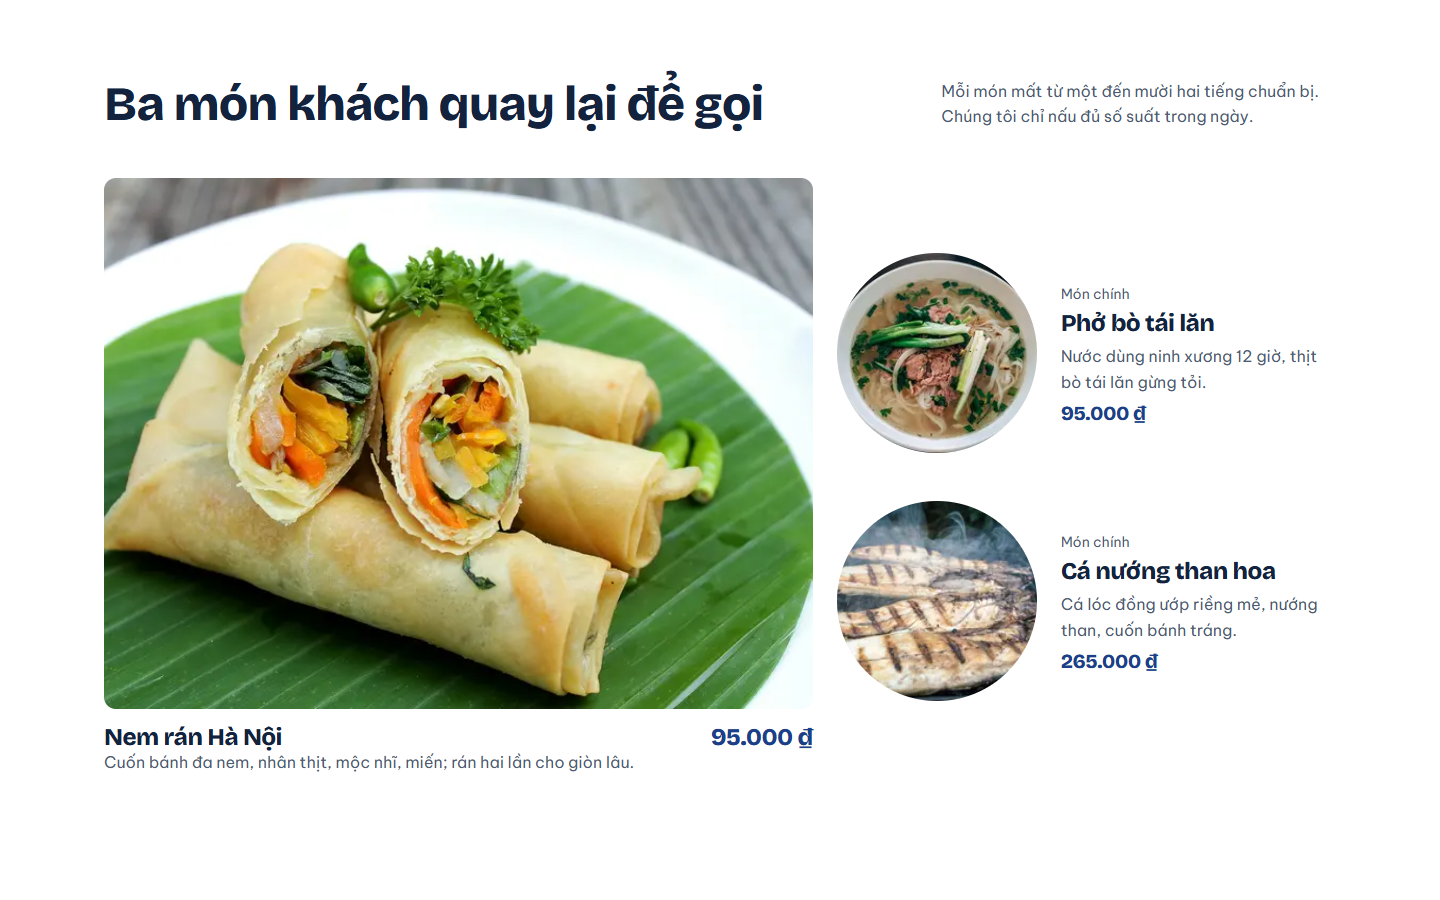 Ba món khách quay lại để gọi
Mỗi món mất từ một đến mười hai tiếng chuẩn bị.
Chúng tôi chỉ nấu đủ số suất trong ngày.
Món chính
Phở bò tái lăn
Nước dùng ninh xương 12 giờ, thịt
bò tái lăn gừng tỏi.
95.000 ₫
Món chính
Cá nướng than hoa
Cá lóc đồng ướp riềng mẻ, nướng
than, cuốn bánh tráng.
265.000 ₫
Nem rán Hà Nội
95.000 ₫
Cuốn bánh đa nem, nhân thịt, mộc nhĩ, miến; rán hai lần cho giòn lâu.